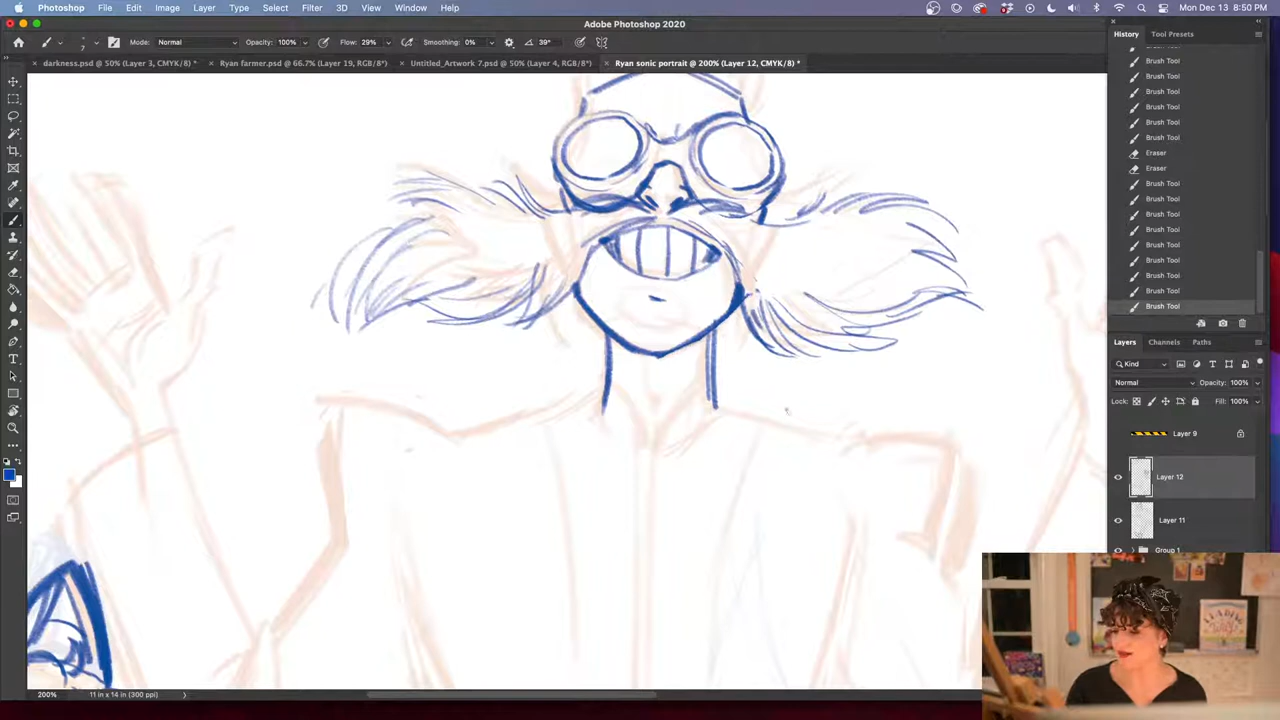 Photoshop File Edit Image Layer Type Select Filter 3D View Window Help Mon Dec 13 8:50 PM
Adobe Photoshop 2020
7 Mode: Normal Opacity: 100% Flow: 29% Smoothing: 0% 39°
darkness.psd @ 50% (Layer 3, CMYK/8) * Ryan farmer.psd @ 66.7% (Layer 19, RGB/8*) Untitled_Artwork 7.psd @ 50% (Layer 4, RGB/8*) Ryan sonic portrait @ 200% (Layer 12, CMYK/8) *
History Tool Presets
Brush Tool
Brush Tool
Brush Tool
Brush Tool
Brush Tool
Brush Tool
Brush Tool
Eraser
Eraser
Brush Tool
Brush Tool
Brush Tool
Brush Tool
Brush Tool
Brush Tool
Brush Tool
Brush Tool
Brush Tool
Layers Channels Paths
Kind
Normal Opacity: 100%
Lock: Fill: 100%
Layer 9
Layer 12
Layer 11
Group 1
200% 11 in x 14 in (300 ppi)